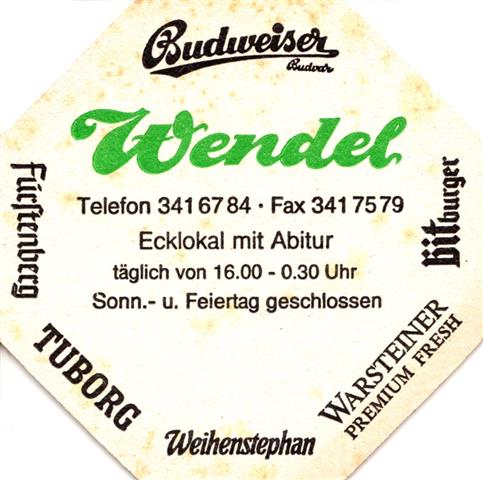 Budweiser
Budvar
Wendel
Telefon 341 67 84 · Fax 341 75 79
Ecklokal mit Abitur
täglich von 16.00 - 0.30 Uhr
Sonn.- u. Feiertag geschlossen
Fürstenberg
Bitburger
TUBORG
WARSTEINER
PREMIUM FRESH
Weihenstephan